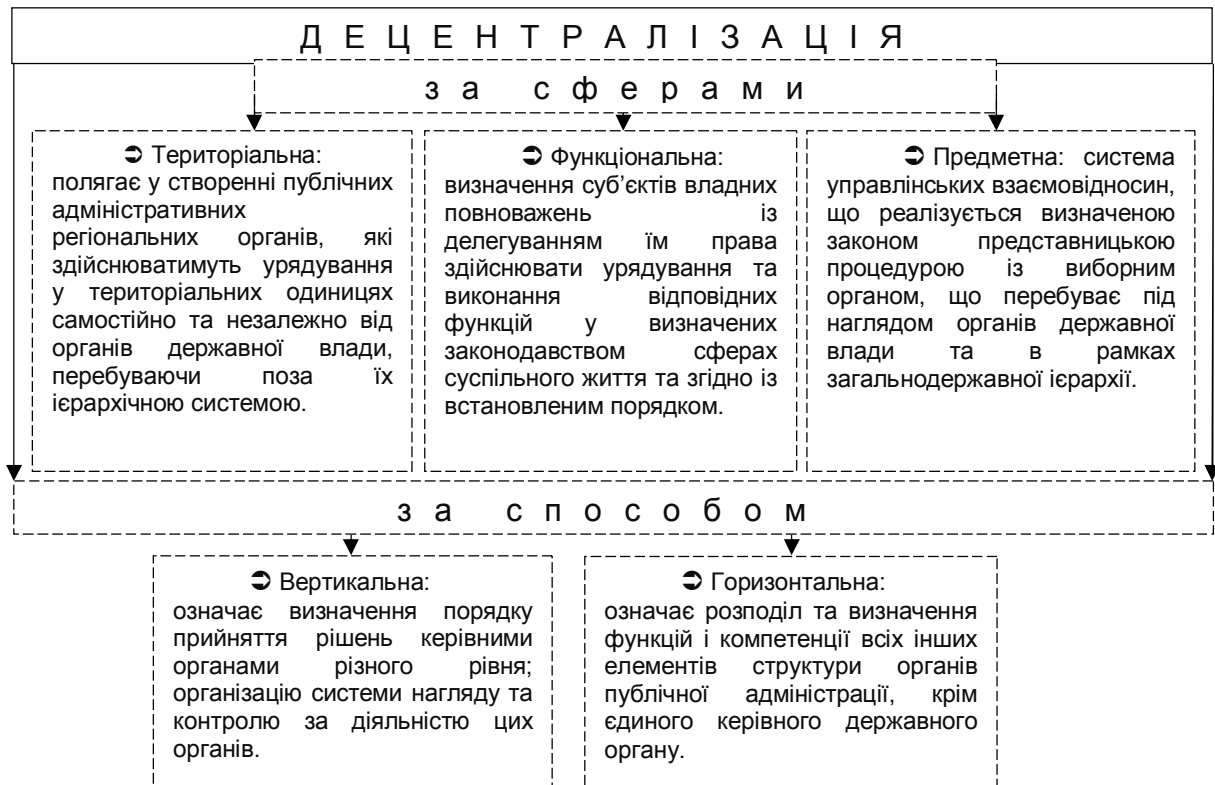 ДЕЦЕНТРАЛІЗАЦІЯ
за сферами
➲ Територіальна:
полягає у створенні публічних
адміністративних
регіональних органів, які
здійснюватимуть урядування
у територіальних одиницях
самостійно та незалежно від
органів державної влади,
перебуваючи поза їх
ієрархічною системою.
➲ Функціональна:
визначення суб’єктів владних
повноважень із
делегуванням їм права
здійснювати урядування та
виконання відповідних
функцій у визначених
законодавством сферах
суспільного життя та згідно із
встановленим порядком.
➲ Предметна: система
управлінських взаємовідносин,
що реалізується визначеною
законом представницькою
процедурою із виборним
органом, що перебуває під
наглядом органів державної
влади та в рамках
загальнодержавної ієрархії.
за способом
➲ Вертикальна:
означає визначення порядку
прийняття рішень керівними
органами різного рівня;
організацію системи нагляду та
контролю за діяльністю цих
органів.
➲ Горизонтальна:
означає розподіл та визначення
функцій і компетенції всіх інших
елементів структури органів
публічної адміністрації, крім
єдиного керівного державного
органу.